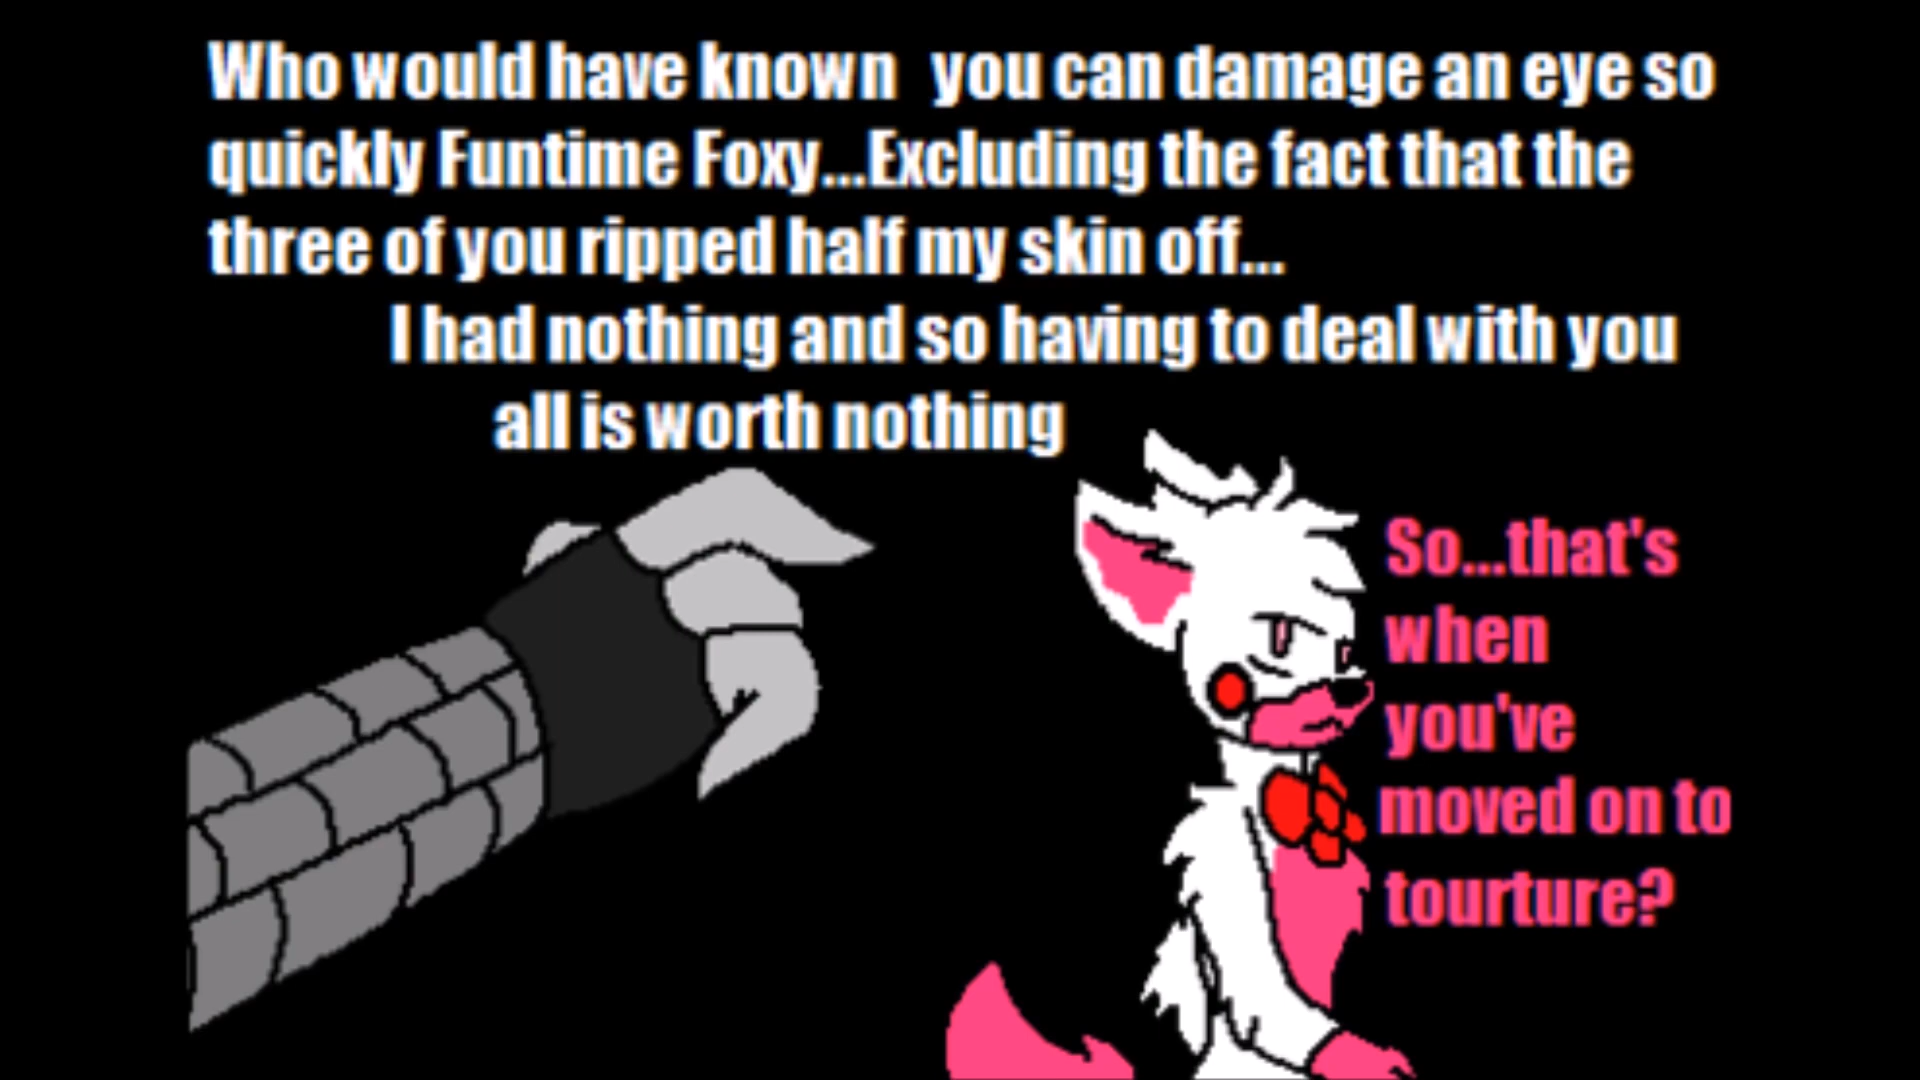 Who would have known you can damage an eye so
quickly Funtime Foxy...Excluding the fact that the
three of you ripped half my skin off...
I had nothing and so having to deal with you
all is worth nothing
So...that's
when
you've
moved on to
tourture?